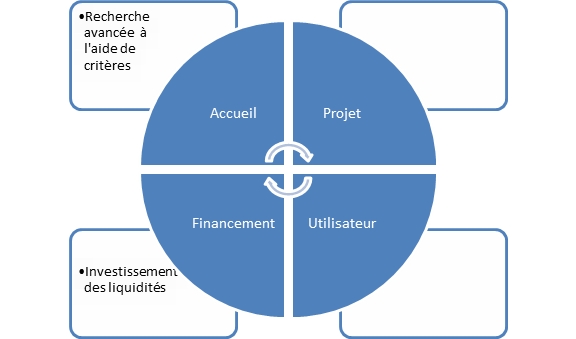 •Recherche
avancée à
l'aide de
critères
Accueil
Projet
Financement
Utilisateur
•Investissement
des liquidités